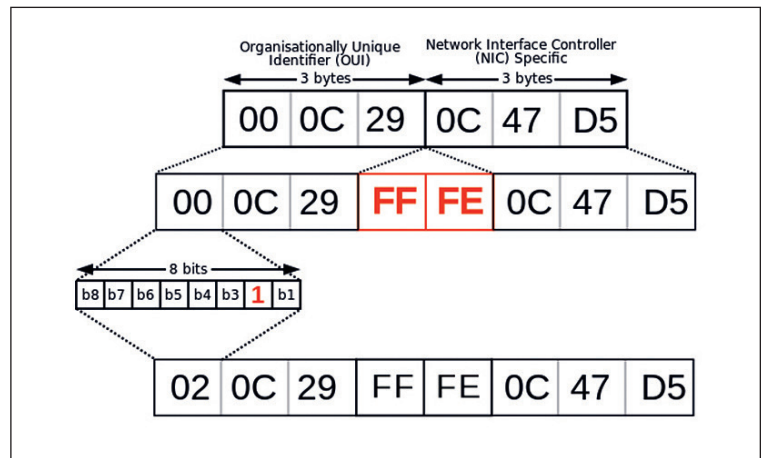 Organisationally Unique
Identifier (OUI)
Network Interface Controller
(NIC) Specific
3 bytes
3 bytes
00 0C 29 0C 47 D5
00 0C 29 FF FE 0C 47 D5
8 bits
b8 b7 b6 b5 b4 b3 1 b1
02 0C 29 FF FE 0C 47 D5